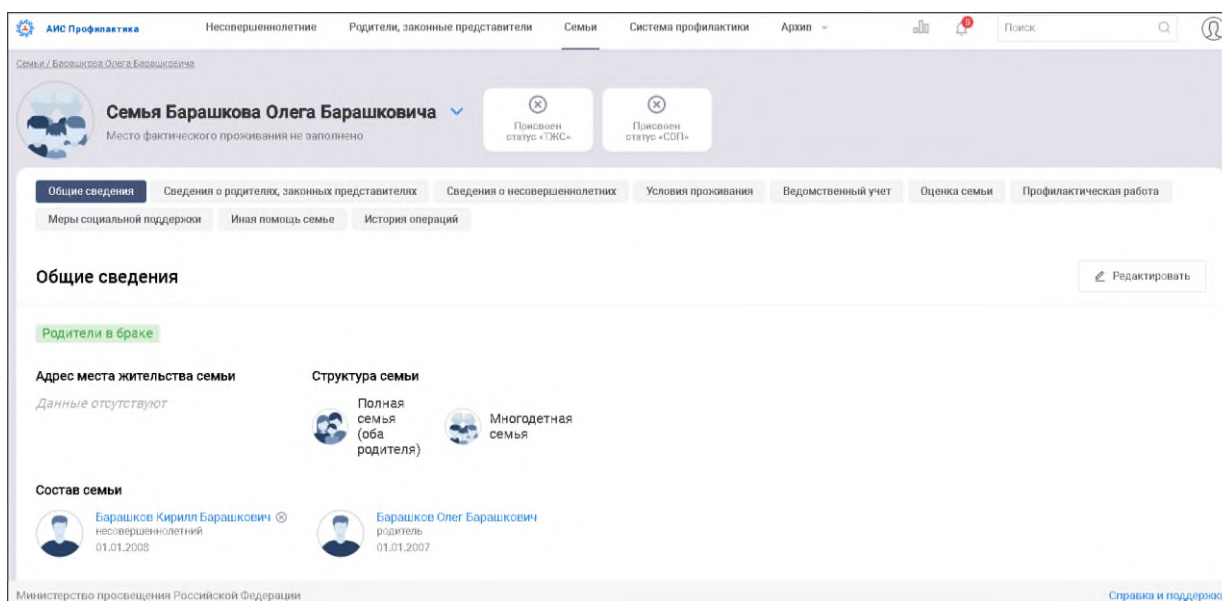 АИС Профилактика Несовершеннолетние Родители, законные представители Семьи Система профилактики Архив 8 Поиск
Семьи / Барашкова Олега Барашковича
Семья Барашкова Олега Барашковича
Место фактического проживания не заполнено
Присвоен
статус «ТЖС»
Присвоен
статус «СОП»
Общие сведения Сведения о родителях, законных представителях Сведения о несовершеннолетних Условия проживания Ведомственный учет Оценка семьи Профилактическая работа
Меры социальной поддержки Иная помощь семье История операций
Общие сведения Редактировать
Родители в браке
Адрес места жительства семьи
Данные отсутствуют
Структура семьи
Полная
семья
(оба
родителя)
Многодетная
семья
Состав семьи
Барашков Кирилл Барашкович
несовершеннолетний
01.01.2008
Барашков Олег Барашкович
родитель
01.01.2007
Министерство просвещения Российской Федерации Справка и поддержка